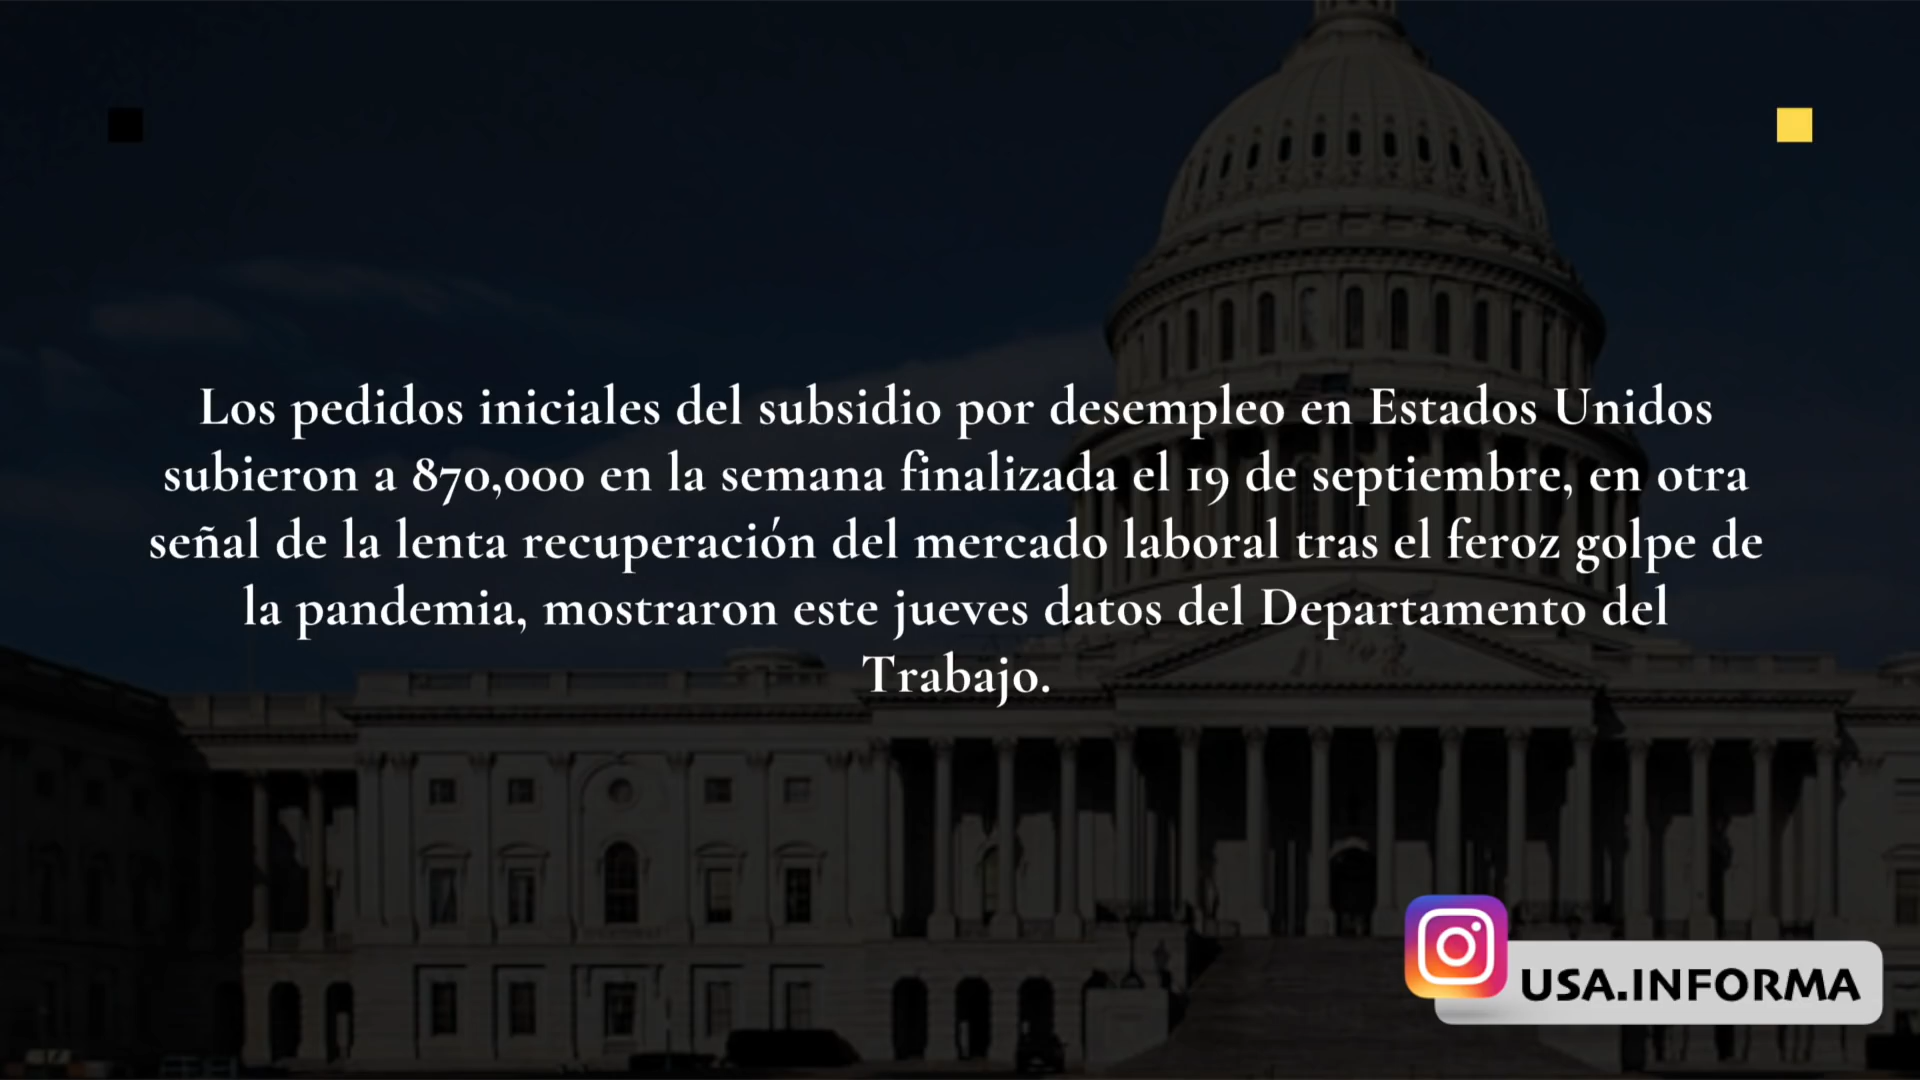 Los pedidos iniciales del subsidio por desempleo en Estados Unidos
subieron a 870,000 en la semana finalizada el 19 de septiembre, en otra
señal de la lenta recuperación del mercado laboral tras el feroz golpe de
la pandemia, mostraron este jueves datos del Departamento del
Trabajo.
USA.INFORMA